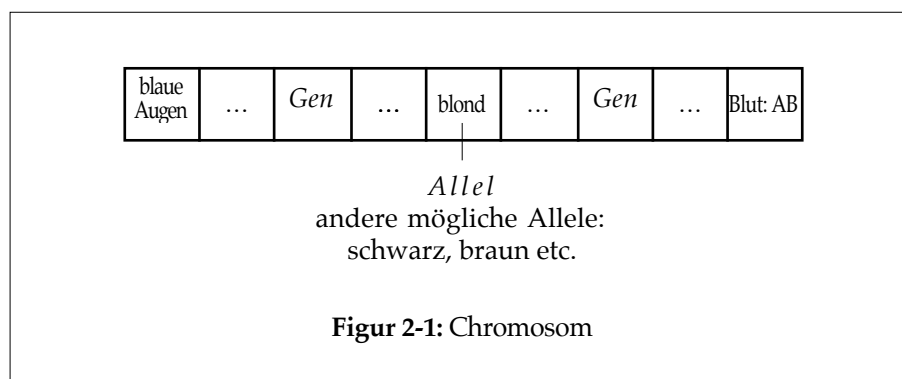 blaue
Augen
...
Gen
...
blond
...
Gen
...
Blut: AB
Allel
andere mögliche Allele:
schwarz, braun etc.
Figur 2-1: Chromosom